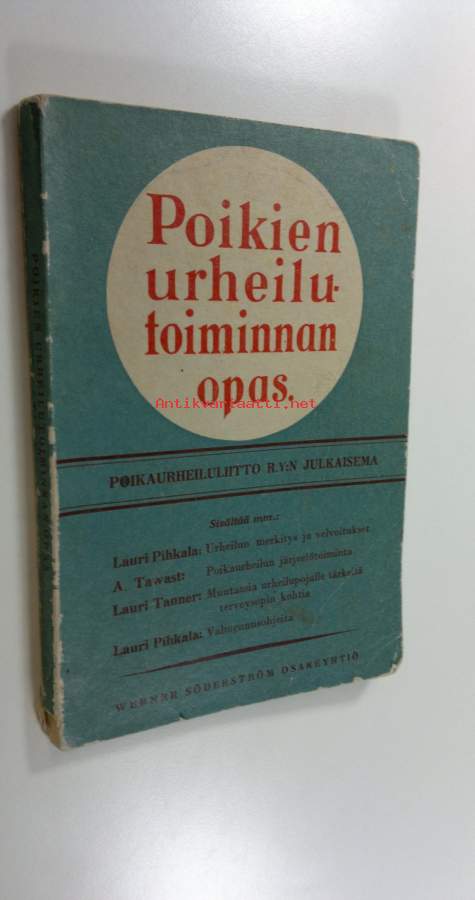 Poikien
urheilu-
toiminnan
opas.
Antikvariaatti.net
POIKAURHEILULIITTO R.Y:N JULKAISEMA
Sisältää mm.:
Lauri Pihkala: Urheilun merkitys ja velvoitukset
A. Tawast: Poikaurheilun järjestötoiminta
Lauri Tanner: Muutamia urheilupojalle tärkeitä
terveysopin kohtia
Lauri Pihkala: Valmennusohjeita
WERNER SÖDERSTRÖM OSAKEYHTIÖ
POIKIEN URHEILUTOIMINNAN OPAS